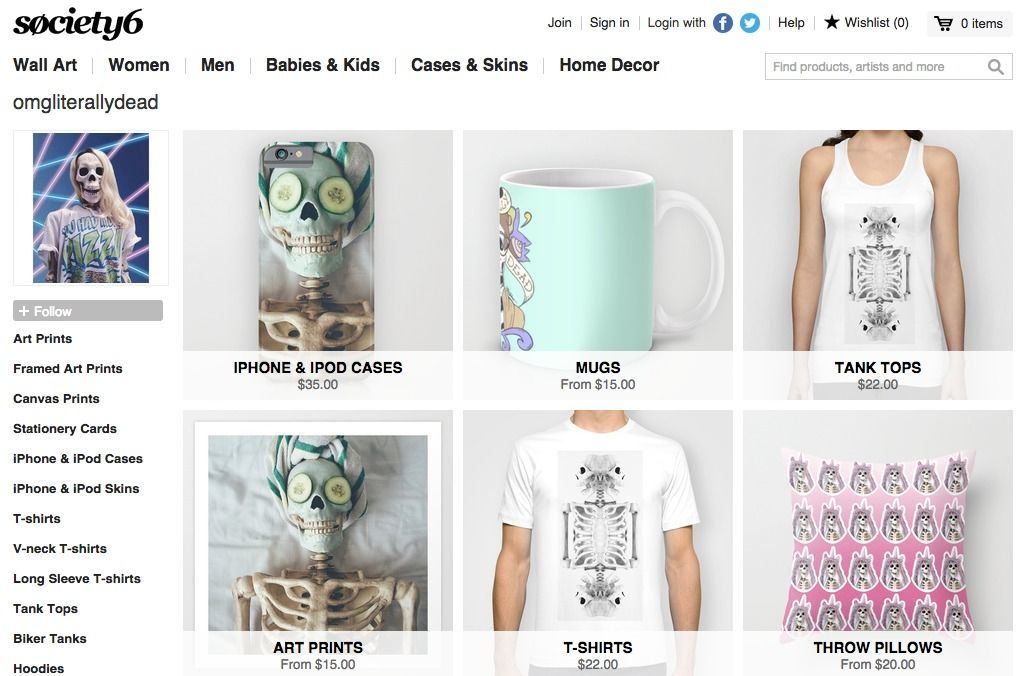 society6
Join
Sign in
Login with
Help
Wishlist (0)
0 items
Wall Art
Women
Men
Babies & Kids
Cases & Skins
Home Decor
Find products, artists and more
omgliterallydead
+ Follow
Art Prints
Framed Art Prints
Canvas Prints
Stationery Cards
iPhone & iPod Cases
iPhone & iPod Skins
T-shirts
V-neck T-shirts
Long Sleeve T-shirts
Tank Tops
Biker Tanks
Hoodies
IPHONE & IPOD CASES
$35.00
DEAD
MUGS
From $15.00
TANK TOPS
$22.00
ART PRINTS
From $15.00
T-SHIRTS
$22.00
THROW PILLOWS
From $20.00